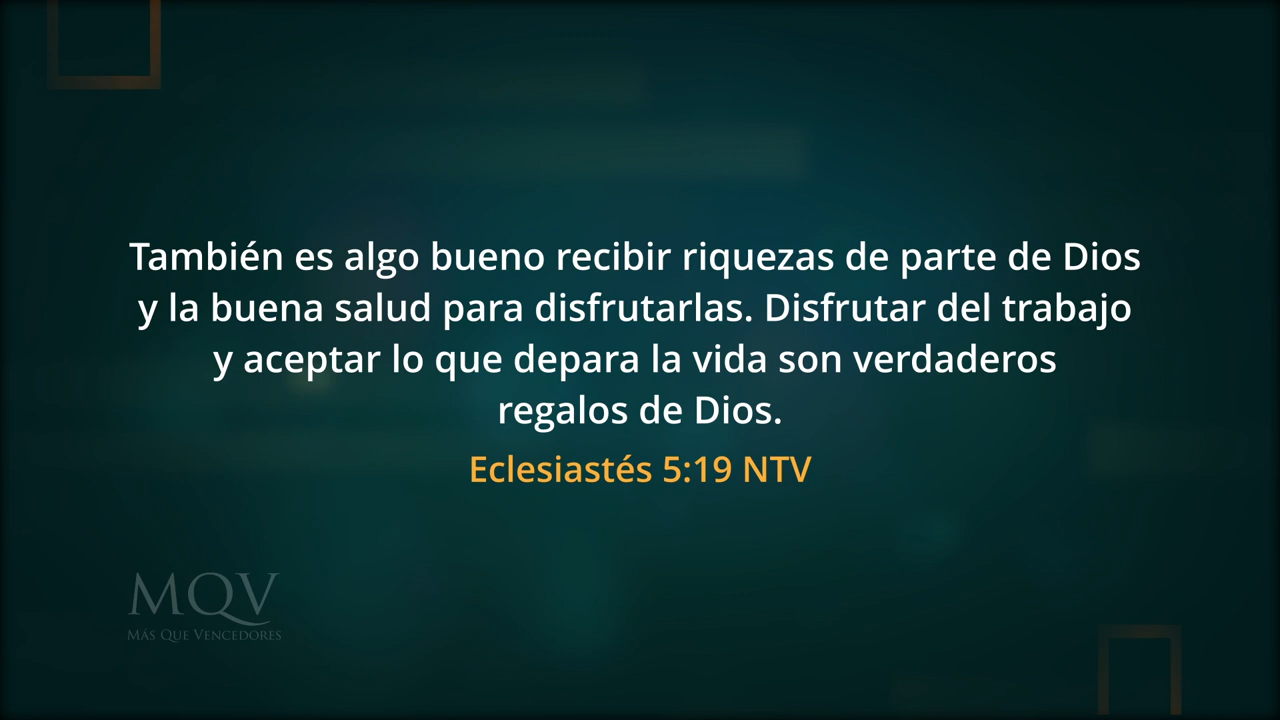 También es algo bueno recibir riquezas de parte de Dios
y la buena salud para disfrutarlas. Disfrutar del trabajo
y aceptar lo que depara la vida son verdaderos
regalos de Dios.
Eclesiastés 5:19 NTV
MQV
MÁS QUE VENCEDORES